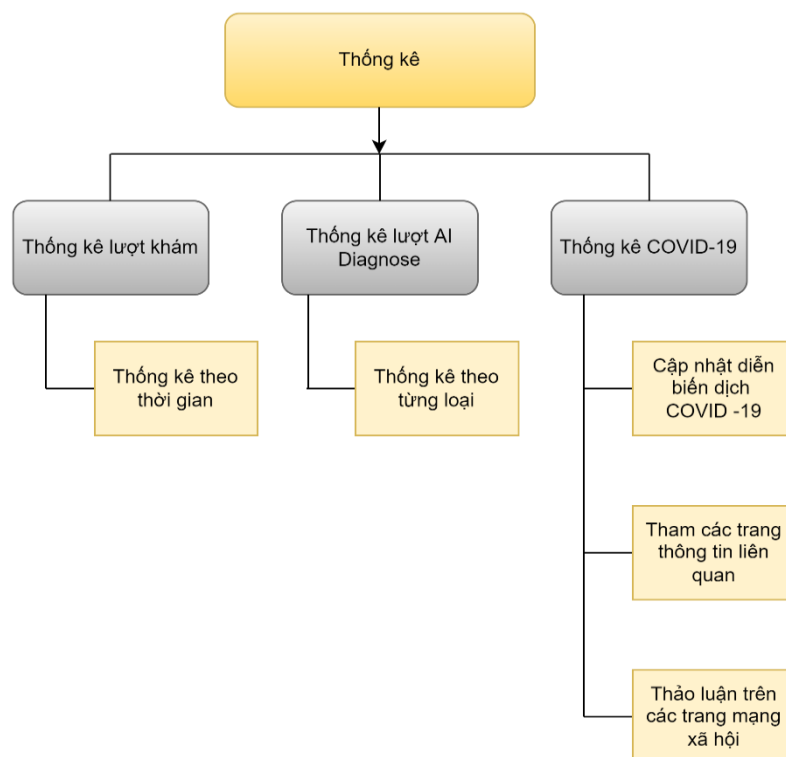 Thống kê
Thống kê lượt khám
Thống kê lượt AI
Diagnose
Thống kê COVID-19
Thống kê theo
thời gian
Thống kê theo
từng loại
Cập nhật diễn
biến dịch
COVID -19
Tham các trang
thông tin liên
quan
Thảo luận trên
các trang mạng
xã hội